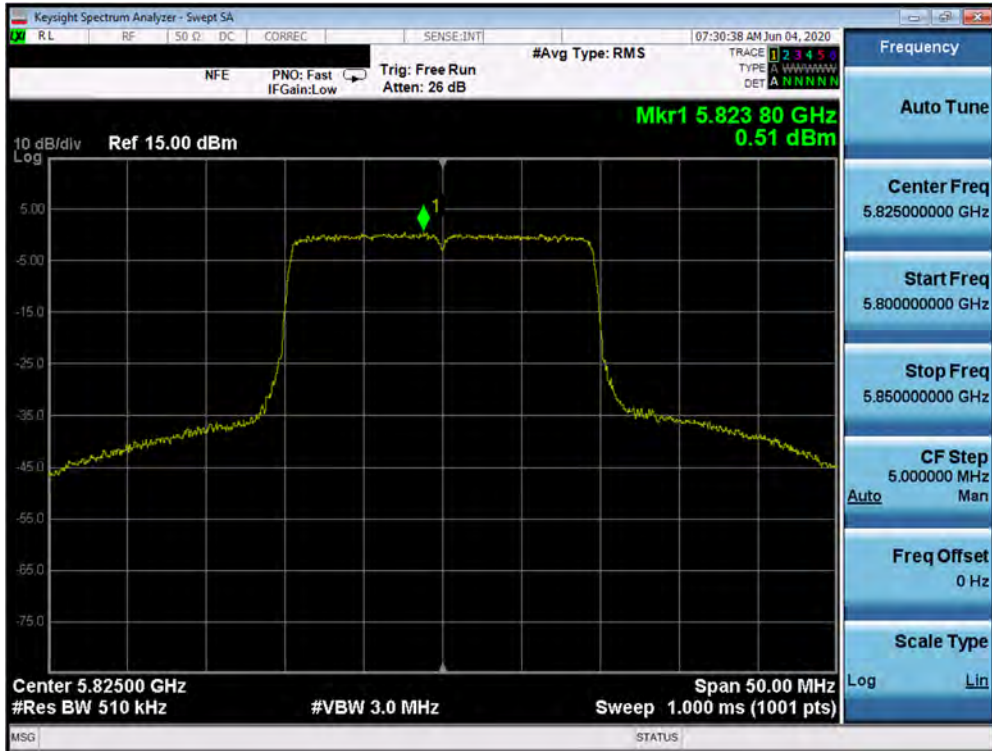 Keysight Spectrum Analyzer - Swept SA
LXI RL RF 50 Ω DC CORREC SENSE:INT 07:30:38 AM Jun 04, 2020
#Avg Type: RMS TRACE 1 2 3 4 5 6
NFE PNO: Fast Trig: Free Run TYPE A WWWWW
IFGain:Low Atten: 26 dB DET A N N N N N
Mkr1 5.823 80 GHz
0.51 dBm
10 dB/div Ref 15.00 dBm
Log
1
5.00
-5.00
-15.0
-25.0
-35.0
-45.0
-55.0
-65.0
-75.0
Center 5.82500 GHz Span 50.00 MHz
#Res BW 510 kHz #VBW 3.0 MHz Sweep 1.000 ms (1001 pts)
MSG STATUS
Frequency
Auto Tune
Center Freq
5.825000000 GHz
Start Freq
5.800000000 GHz
Stop Freq
5.850000000 GHz
CF Step
5.000000 MHz
Auto Man
Freq Offset
0 Hz
Scale Type
Log Lin